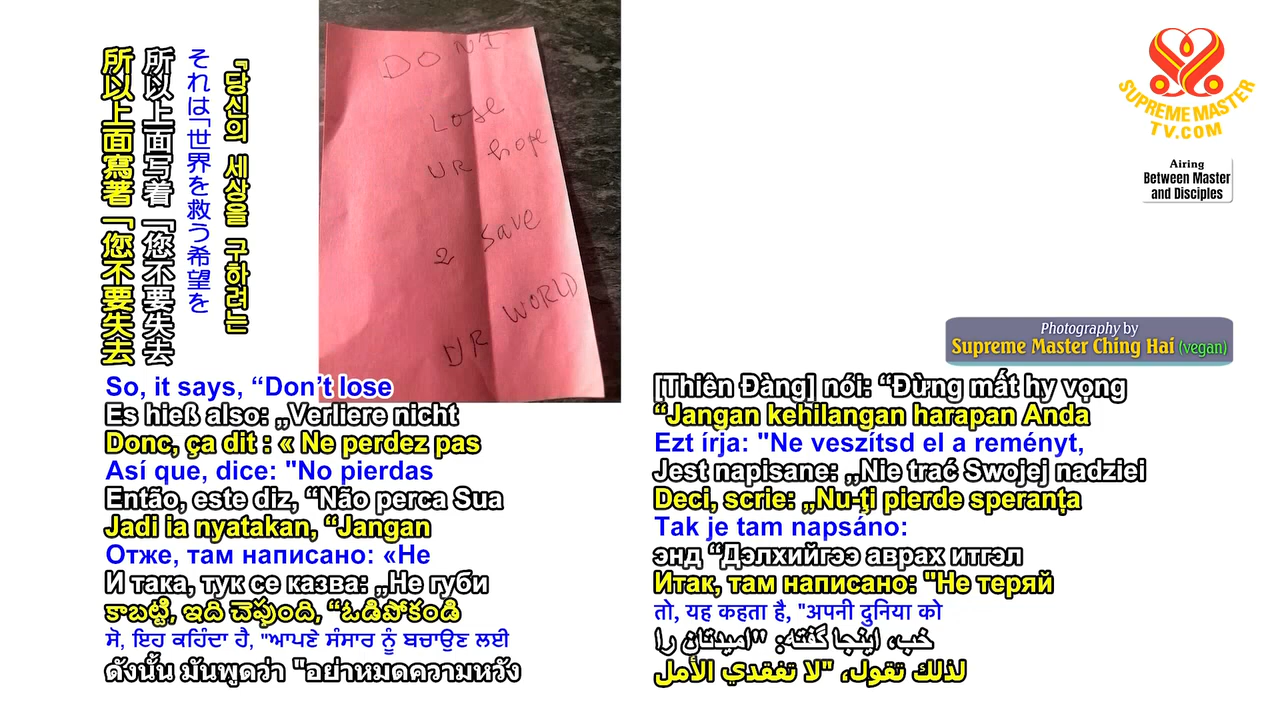 所以上面寫著「您不要失去
所以上面写着「您不要失去
それは「世界を救う希望を
『당신의 세상을 구하려는
DON'T
Lose
UR hope
2 save
UR WORLD
SUPREME MASTER
TV.COM
Airing
Between Master
and Disciples
Photography by
Supreme Master Ching Hai (vegan)
So, it says, “Don’t lose
Es hieß also: „Verliere nicht
Donc, ça dit : « Ne perdez pas
Así que, dice: "No pierdas
Então, este diz, “Não perca Sua
Jadi ia nyatakan, “Jangan
Отже, там написано: «Не
И така, тук се казва: „Не губи
కాబట్టి, ఇది చెప్తుంది, “ఓడిపోకండి
ਸੋ, ਇਹ ਕਹਿੰਦਾ ਹੈ, "ਆਪਣੇ ਸੰਸਾਰ ਨੂੰ ਬਚਾਉਣ ਲਈ
ดังนั้น มันพูดว่า "อย่าหมดความหวัง
[Thiên Đàng] nói: “Đừng mất hy vọng
“Jangan kehilangan harapan Anda
Ezt írja: "Ne veszítsd el a reményt,
Jest napisane: „Nie trać Swojej nadziei
Deci, scrie: „Nu-ţi pierde speranța
Tak je tam napsáno:
энд “Дэлхийгээ аврах итгэл
Итак, там написано: "Не теряй
तो, यह कहता है, "अपनी दुनिया को
خب، اینجا گفته: "امیدتان را
لذلك تقول، "لا تفقدي الأمل